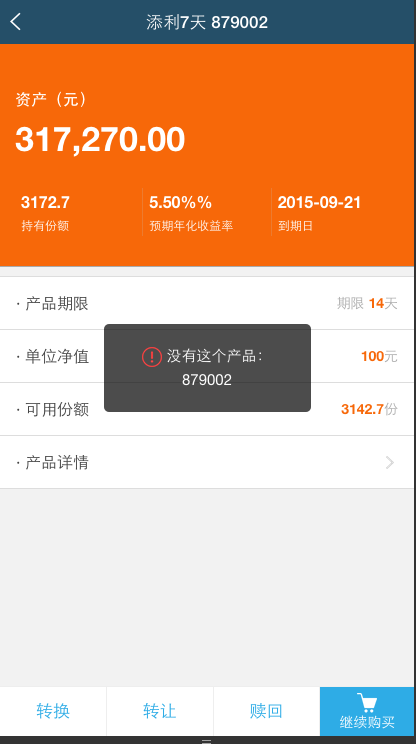 添利7天 879002
资产（元）
317,270.00
3172.7
持有份额
5.50%%
预期年化收益率
2015-09-21
到期日
· 产品期限 期限 14天
· 单位净值 100元
没有这个产品：
879002
· 可用份额 3142.7份
· 产品详情
转换 转让 赎回 继续购买